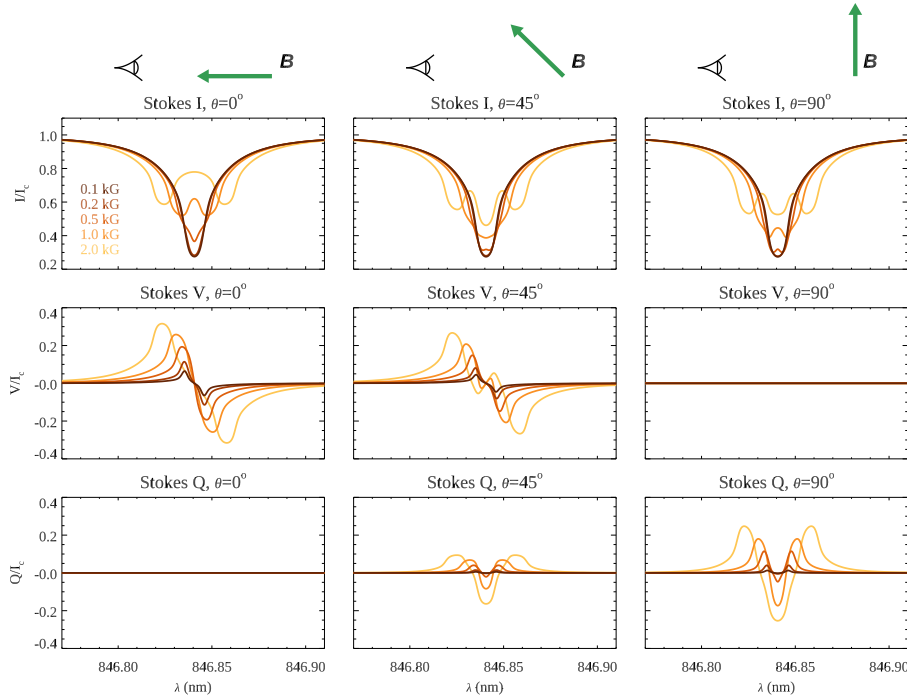 B B B
Stokes I, θ=0° Stokes I, θ=45° Stokes I, θ=90°
1.0
0.8
0.6
0.4
0.2
I/Ic
0.1 kG
0.2 kG
0.5 kG
1.0 kG
2.0 kG
Stokes V, θ=0° Stokes V, θ=45° Stokes V, θ=90°
0.4
0.2
-0.0
-0.2
-0.4
V/Ic
Stokes Q, θ=0° Stokes Q, θ=45° Stokes Q, θ=90°
0.4
0.2
-0.0
-0.2
-0.4
Q/Ic
846.80 846.85 846.90 846.80 846.85 846.90 846.80 846.85 846.90
λ (nm) λ (nm) λ (nm)